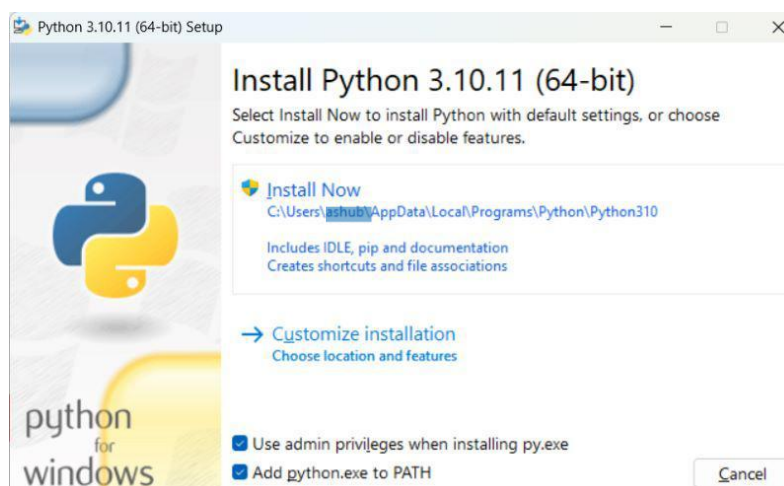 Python 3.10.11 (64-bit) Setup
Install Python 3.10.11 (64-bit)
Select Install Now to install Python with default settings, or choose
Customize to enable or disable features.
Install Now
C:\Users\ashub\AppData\Local\Programs\Python\Python310
Includes IDLE, pip and documentation
Creates shortcuts and file associations
Customize installation
Choose location and features
Use admin privileges when installing py.exe
Add python.exe to PATH
Cancel
python
for
windows